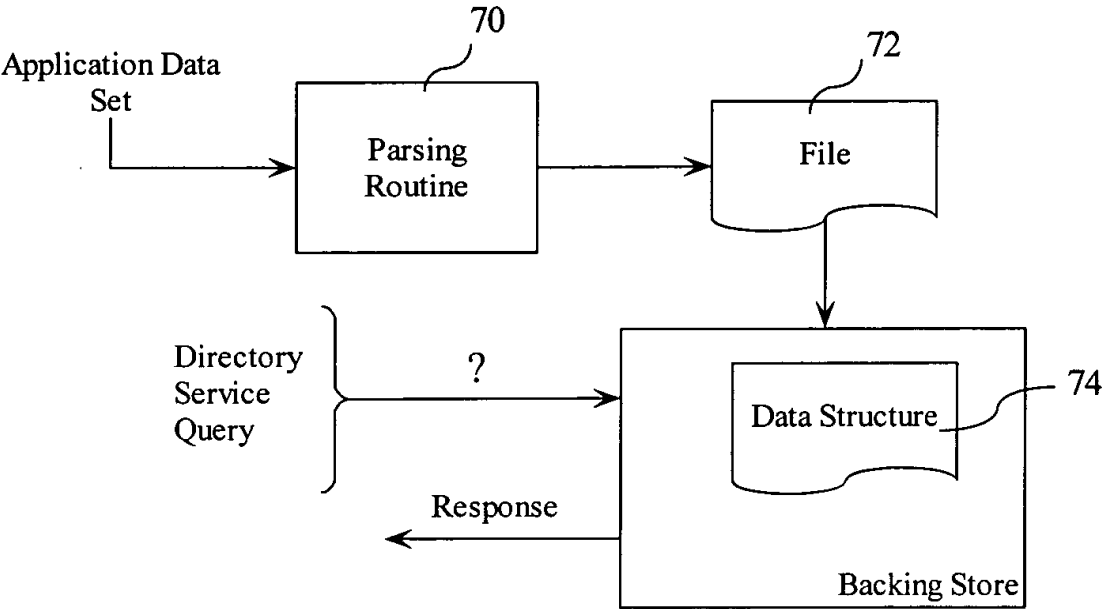 70
Application Data
Set
Parsing
Routine
72
File
Directory
Service
Query
?
Data Structure
74
Response
Backing Store